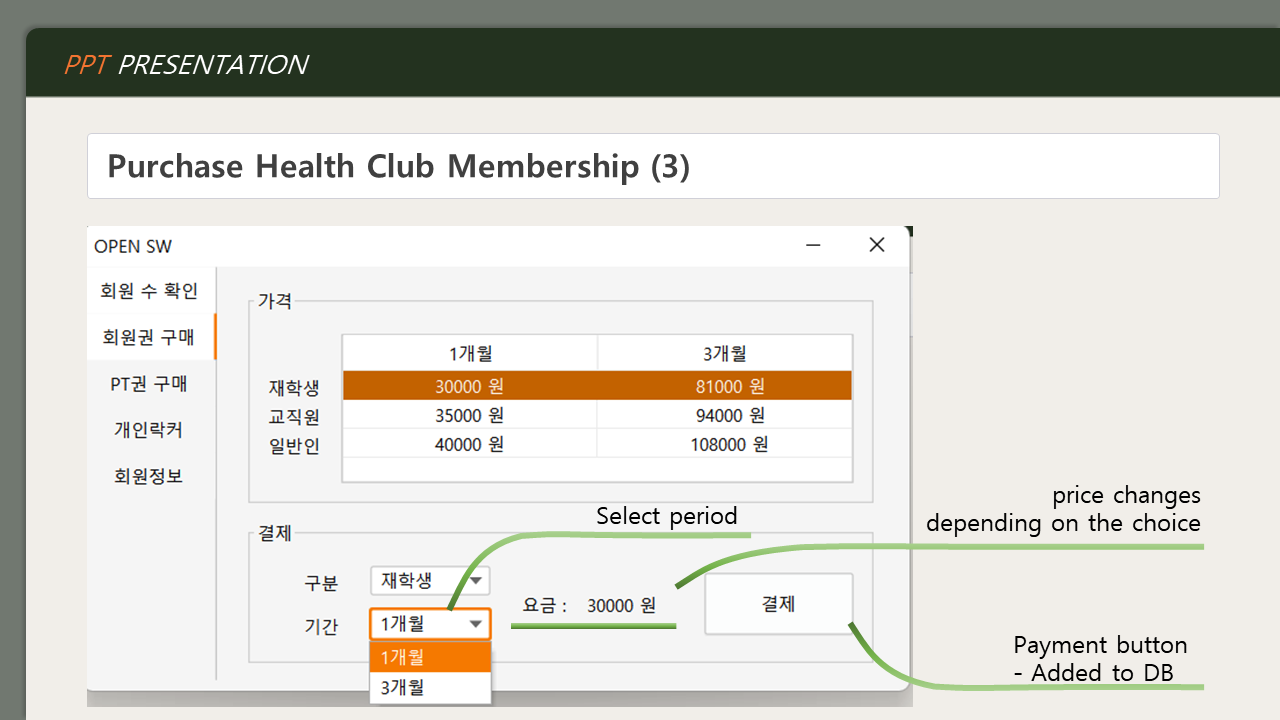 PPT PRESENTATION
Purchase Health Club Membership (3)
OPEN SW
회원 수 확인
회원권 구매
PT권 구매
개인락커
회원정보
가격
1개월 3개월
재학생 30000 원 81000 원
교직원 35000 원 94000 원
일반인 40000 원 108000 원
Select period
price changes
depending on the choice
결제
구분 재학생
기간 1개월
1개월
3개월
요금 : 30000 원
결제
Payment button
- Added to DB